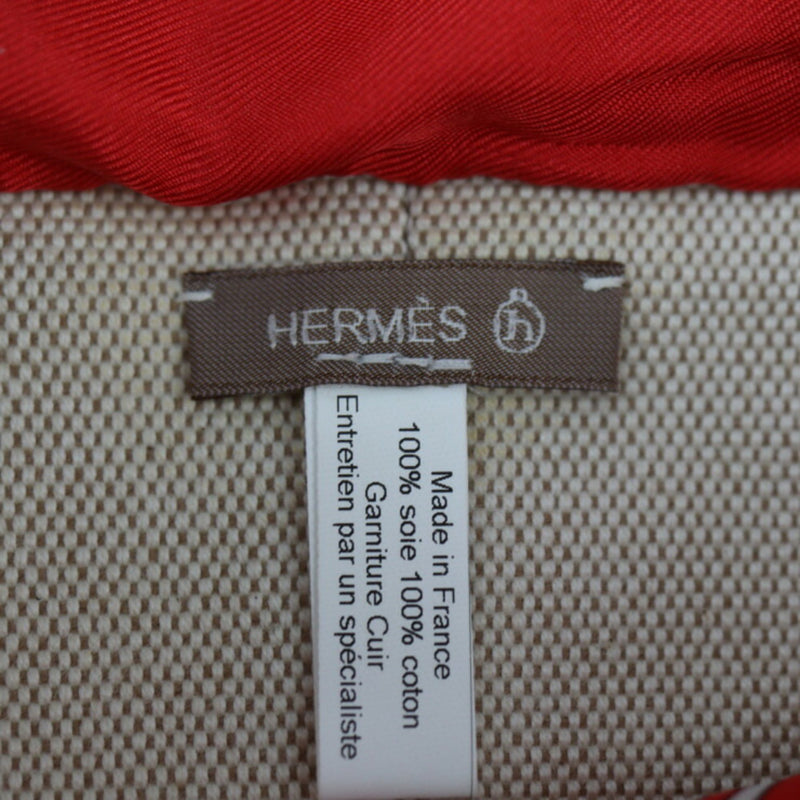 HERMÈS
Made in France
100% soie 100% coton
Garniture Cuir
Entretien par un spécialiste